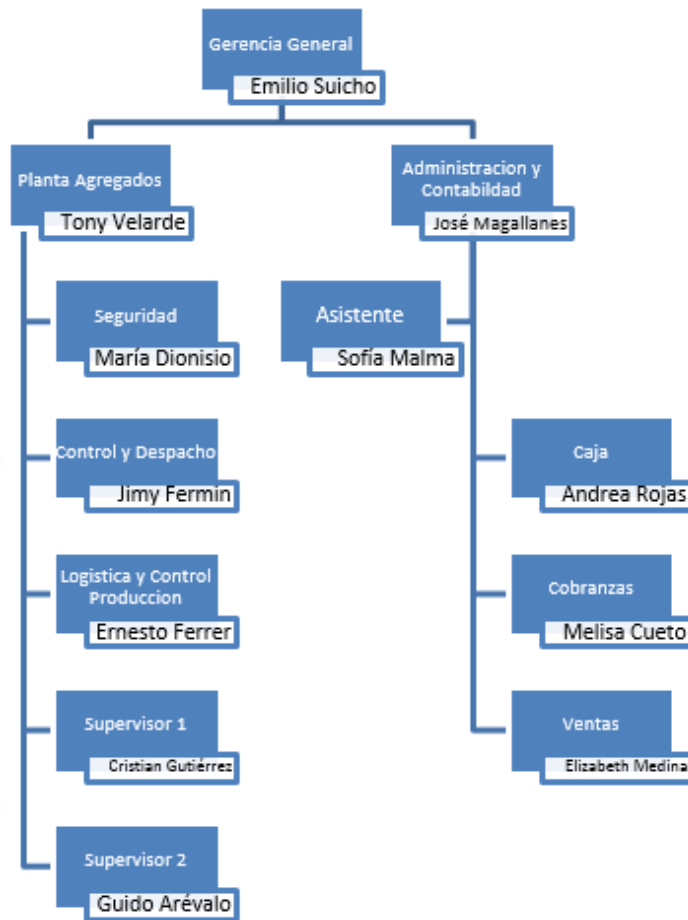 Gerencia General
Emilio Suicho
Planta Agregados
Tony Velarde
Administracion y
Contabildad
José Magallanes
Seguridad
María Dionisio
Asistente
Sofía Malma
Control y Despacho
Jimy Fermin
Caja
Andrea Rojas
Logistica y Control
Produccion
Ernesto Ferrer
Cobranzas
Melisa Cueto
Supervisor 1
Cristian Gutiérrez
Ventas
Elizabeth Medina
Supervisor 2
Guido Arévalo